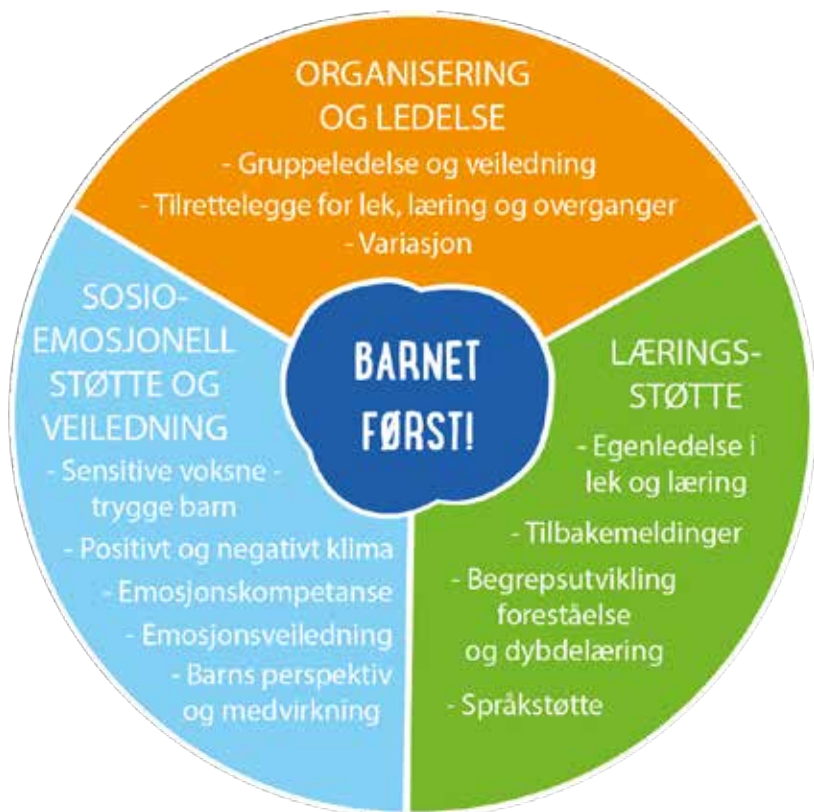 ORGANISERING
OG LEDELSE
- Gruppeledelse og veiledning
- Tilrettelegge for lek, læring og overganger
- Variasjon
SOSIO-
EMOSJONELL
STØTTE OG
VEILEDNING
- Sensitive voksne -
trygge barn
- Positivt og negativt klima
- Emosjonskompetanse
- Emosjonsveiledning
- Barns perspektiv
og medvirkning
BARNET
FØRST!
LÆRINGS-
STØTTE
- Egenledelse i
lek og læring
- Tilbakemeldinger
- Begrepsutvikling
foreståelse
og dybdelæring
- Språkstøtte